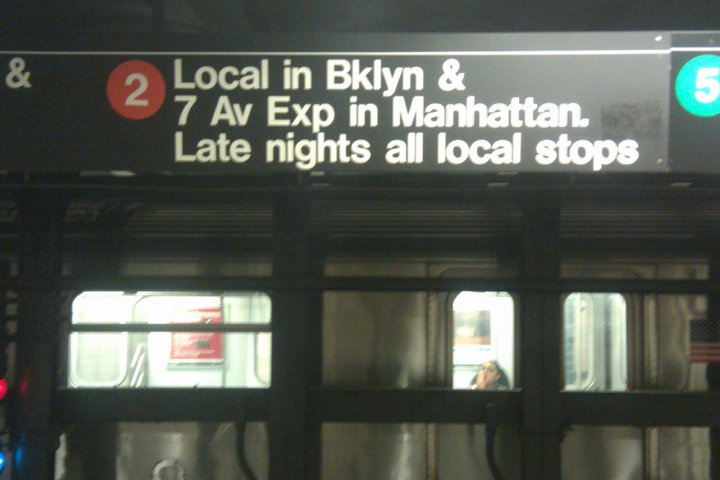 &
2 Local in Bklyn &
7 Av Exp in Manhattan.
Late nights all local stops
5